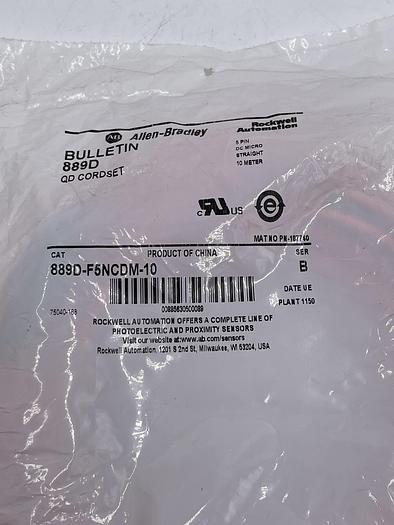 AB Allen-Bradley
Rockwell Automation
BULLETIN
889D
QD CORDSET
5 PIN
DC MICRO
STRAIGHT
10 METER
c RU US
MAT NO PN-187740
CAT
PRODUCT OF CHINA
SER
889D-F5NCDM-10
B
DATE UE
PLANT 1150
75040-188
00885630500089
ROCKWELL AUTOMATION OFFERS A COMPLETE LINE OF
PHOTOELECTRIC AND PROXIMITY SENSORS
Visit our website at: www.ab.com/sensors
Rockwell Automation, 1201 S 2nd St, Milwaukee, WI 53204, USA